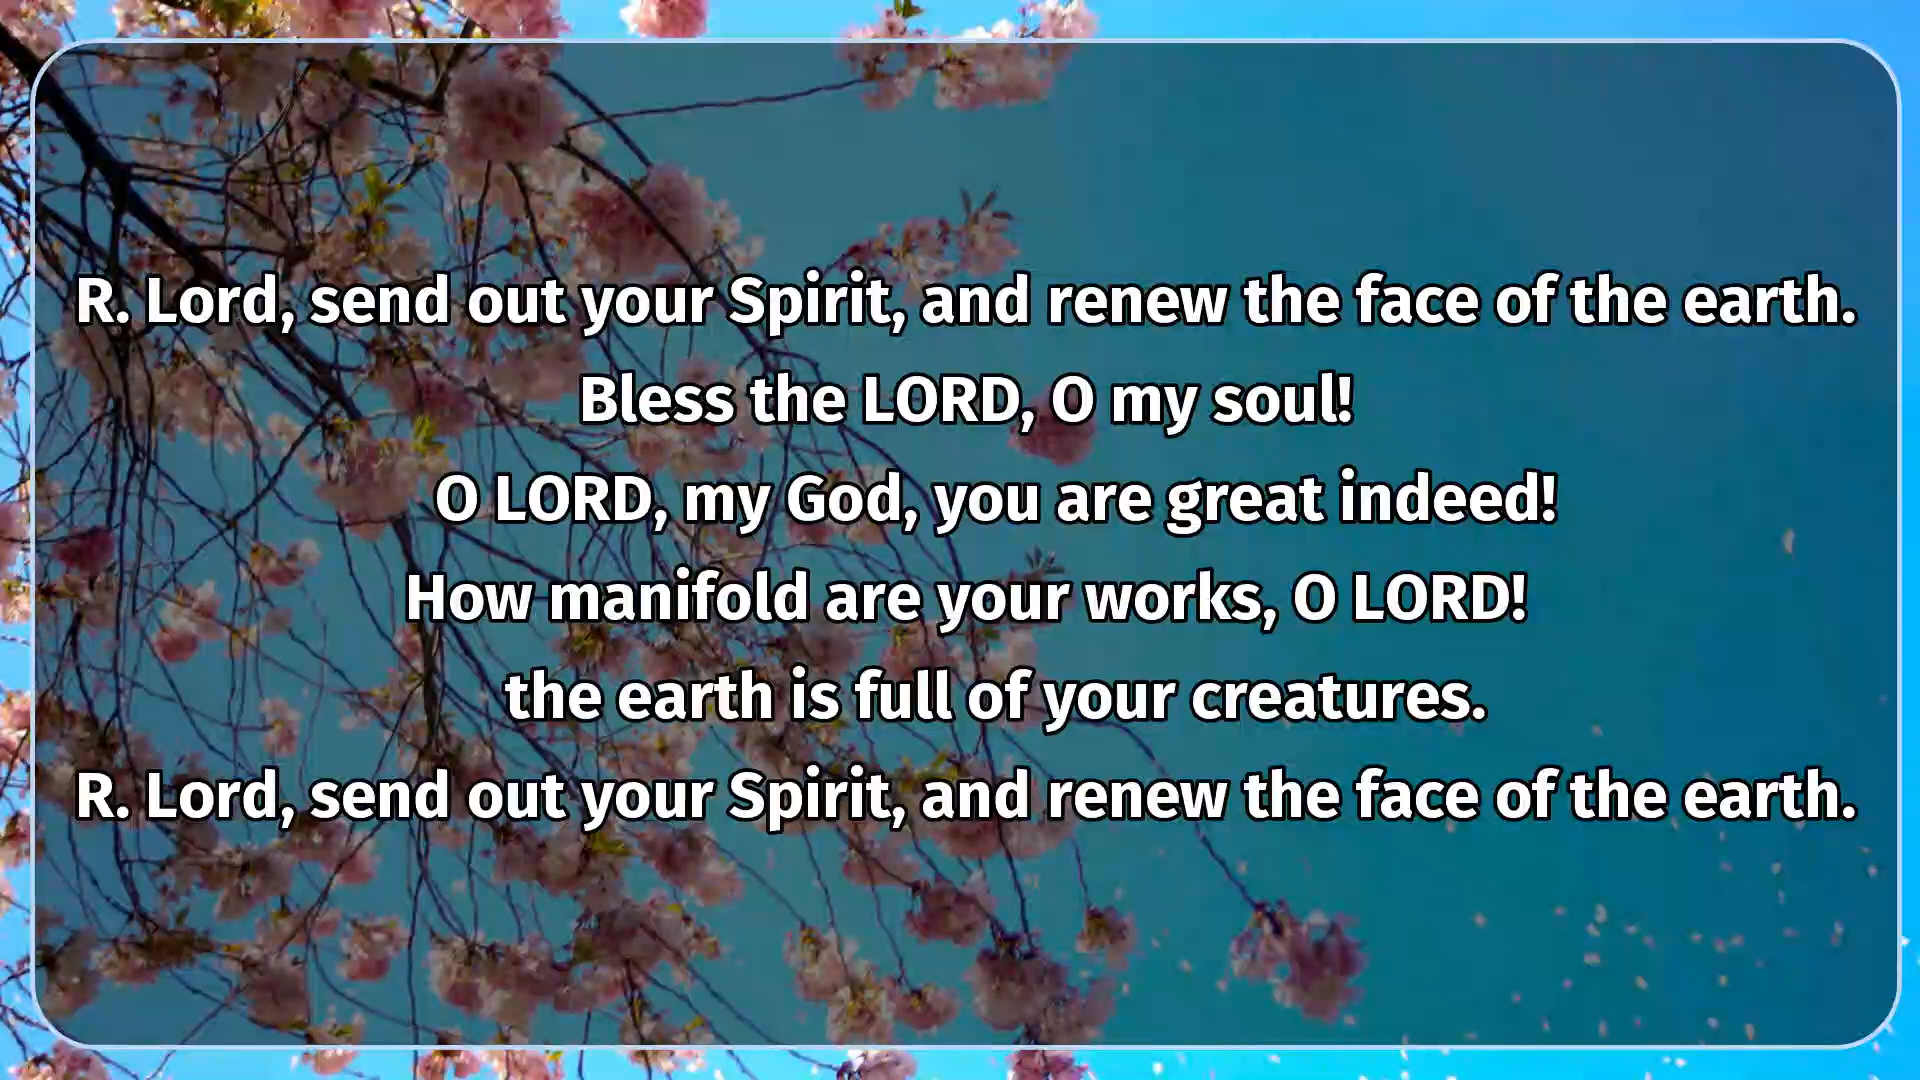 R. Lord, send out your Spirit, and renew the face of the earth.
Bless the LORD, O my soul!
O LORD, my God, you are great indeed!
How manifold are your works, O LORD!
the earth is full of your creatures.
R. Lord, send out your Spirit, and renew the face of the earth.